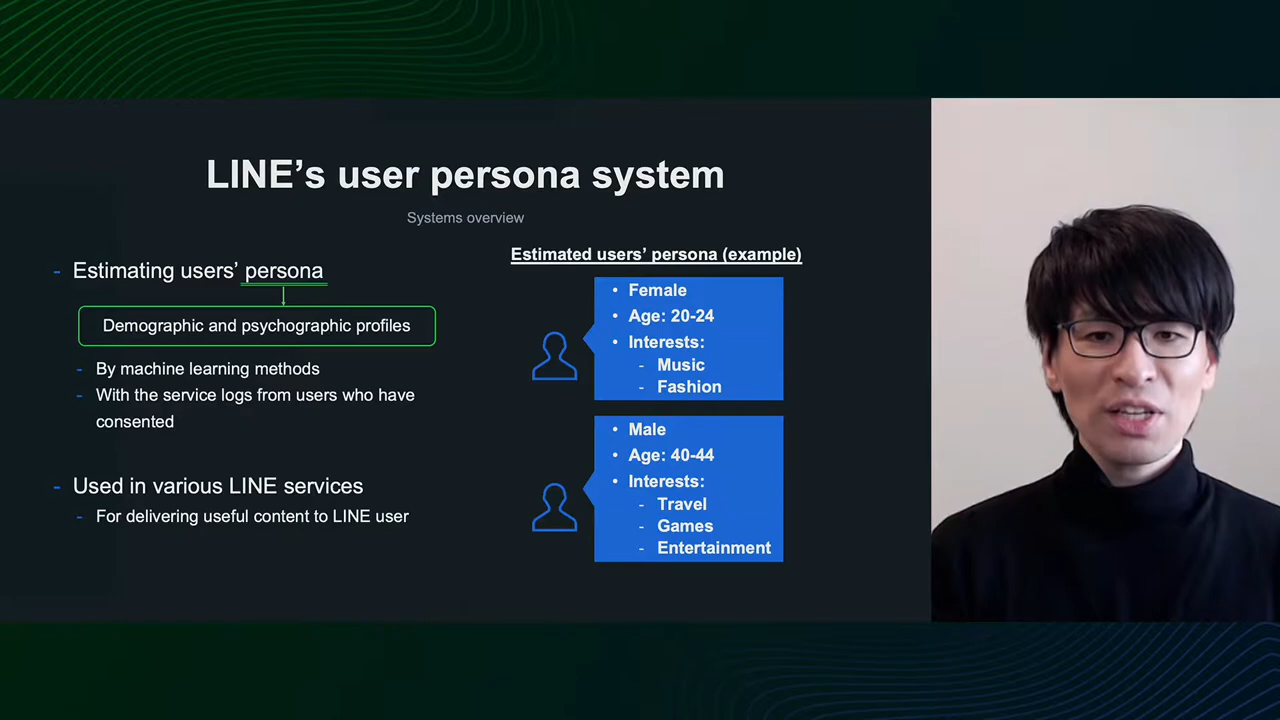 LINE’s user persona system
Systems overview
- Estimating users’ persona
Demographic and psychographic profiles
- By machine learning methods
- With the service logs from users who have
consented
- Used in various LINE services
- For delivering useful content to LINE user
Estimated users’ persona (example)
• Female
• Age: 20-24
• Interests:
- Music
- Fashion
• Male
• Age: 40-44
• Interests:
- Travel
- Games
- Entertainment